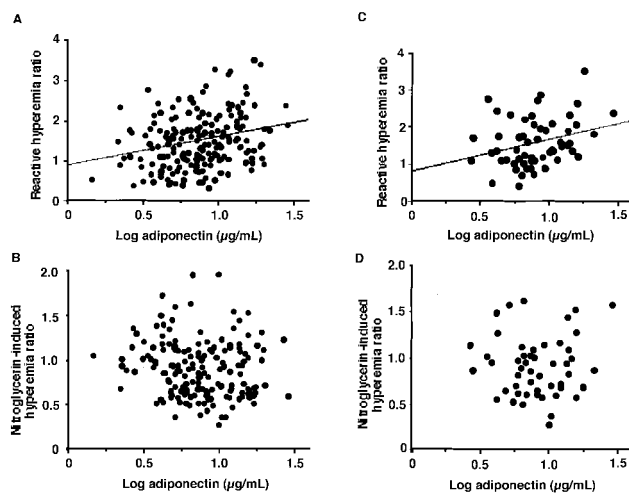 A
Reactive hyperemia ratio
4
3
2
1
0
0 0.5 1.0 1.5
Log adiponectin (µg/mL)
B
Nitroglycerin-induced
hyperemia ratio
2.0
1.5
1.0
0.5
0
0 0.5 1.0 1.5
Log adiponectin (µg/mL)
C
Reactive hyperemia ratio
4
3
2
1
0
0 0.5 1.0 1.5
Log adiponectin (µg/mL)
D
Nitroglycerin-induced
hyperemia ratio
2.0
1.5
1.0
0.5
0
0 0.5 1.0 1.5
Log adiponectin (µg/mL)